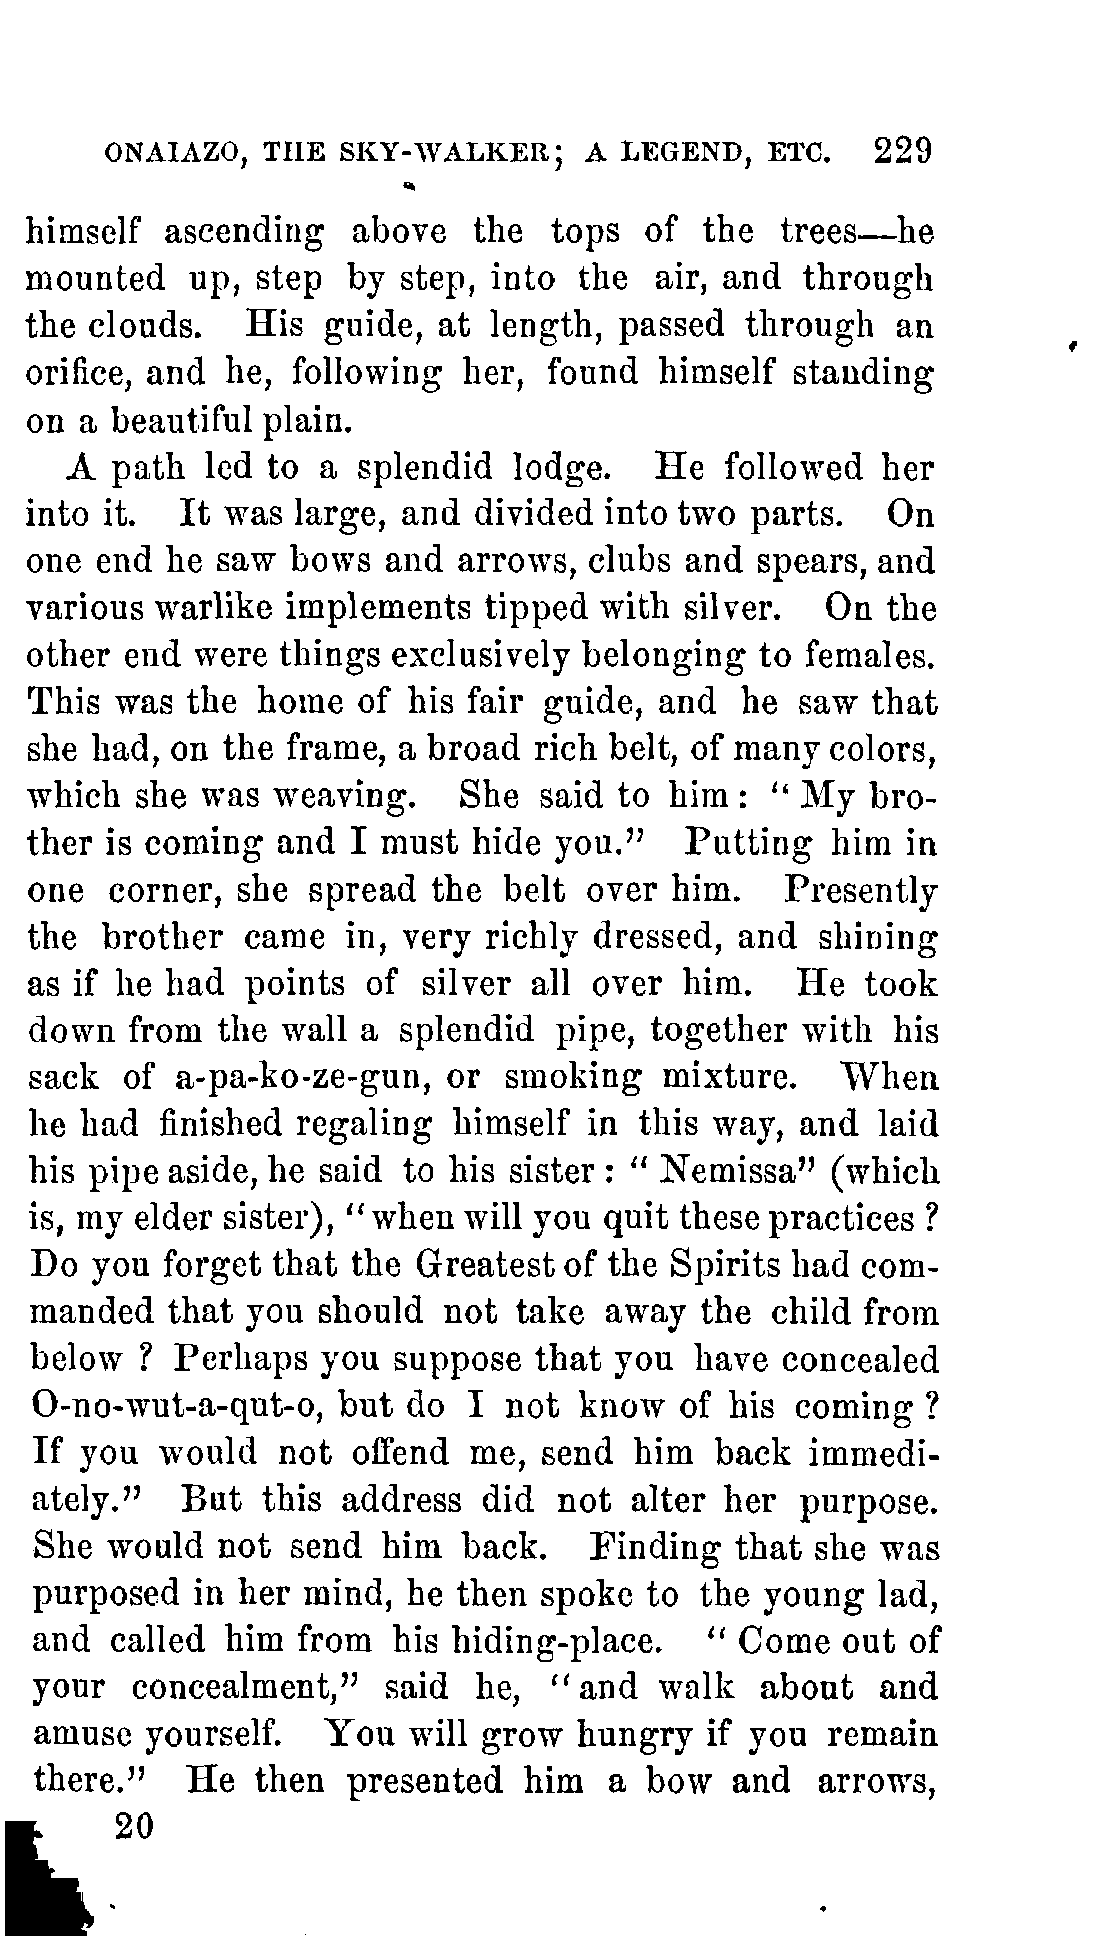 ONAIAZO, THE SKY-WALKER; A LEGEND, ETC. 229
himself ascending above the tops of the trees—he
mounted up, step by step, into the air, and through
the clouds. His guide, at length, passed through an
orifice, and he, following her, found himself standing
on a beautiful plain.
A path led to a splendid lodge. He followed her
into it. It was large, and divided into two parts. On
one end he saw bows and arrows, clubs and spears, and
various warlike implements tipped with silver. On the
other end were things exclusively belonging to females.
This was the home of his fair guide, and he saw that
she had, on the frame, a broad rich belt, of many colors,
which she was weaving. She said to him: "My bro-
ther is coming and I must hide you." Putting him in
one corner, she spread the belt over him. Presently
the brother came in, very richly dressed, and shining
as if he had points of silver all over him. He took
down from the wall a splendid pipe, together with his
sack of a-pa-ko-ze-gun, or smoking mixture. When
he had finished regaling himself in this way, and laid
his pipe aside, he said to his sister: "Nemissa" (which
is, my elder sister), "when will you quit these practices?
Do you forget that the Greatest of the Spirits had com-
manded that you should not take away the child from
below? Perhaps you suppose that you have concealed
O-no-wut-a-qut-o, but do I not know of his coming?
If you would not offend me, send him back immedi-
ately." But this address did not alter her purpose.
She would not send him back. Finding that she was
purposed in her mind, he then spoke to the young lad,
and called him from his hiding-place. "Come out of
your concealment," said he, "and walk about and
amuse yourself. You will grow hungry if you remain
there." He then presented him a bow and arrows,
20